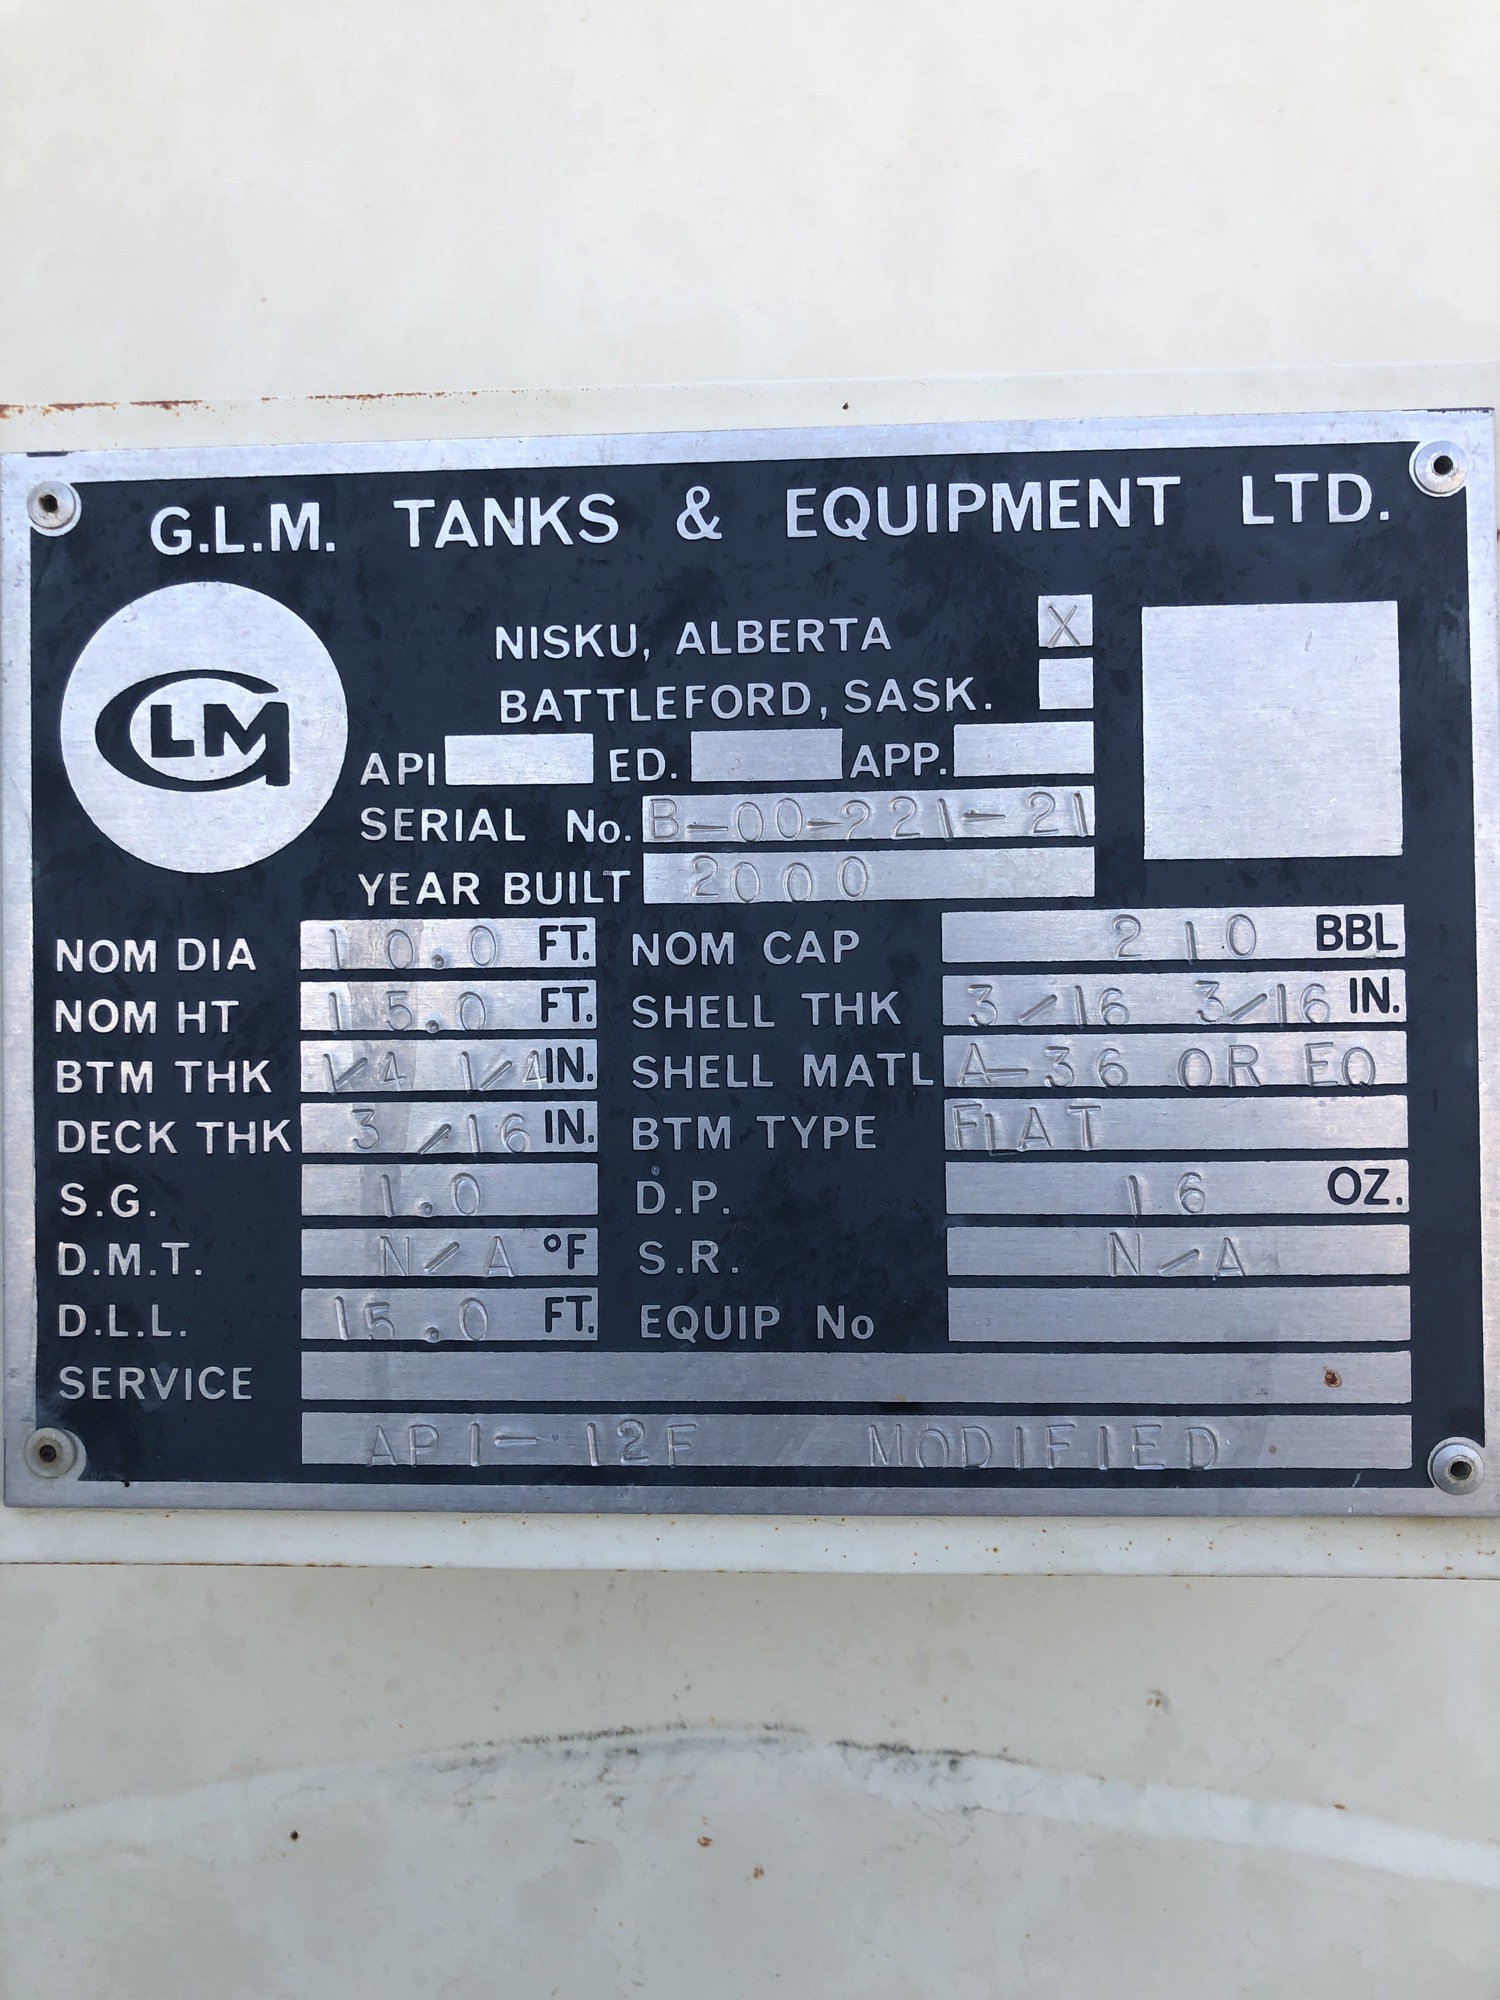 G.L.M. TANKS & EQUIPMENT LTD.
GLM
NISKU, ALBERTA X
BATTLEFORD, SASK.
API ED. APP.
SERIAL No. B-00-221-21
YEAR BUILT 2000
NOM DIA 10.0 FT. NOM CAP 210 BBL
NOM HT 15.0 FT. SHELL THK 3/16 3/16 IN.
BTM THK 1/4 1/4 IN. SHELL MATL A-36 OR EQ
DECK THK 3/16 IN. BTM TYPE FLAT
S.G. 1.0 D.P. 16 OZ.
D.M.T. N/A °F S.R. N/A
D.L.L. 15.0 FT. EQUIP No
SERVICE
API-12F MODIFIED